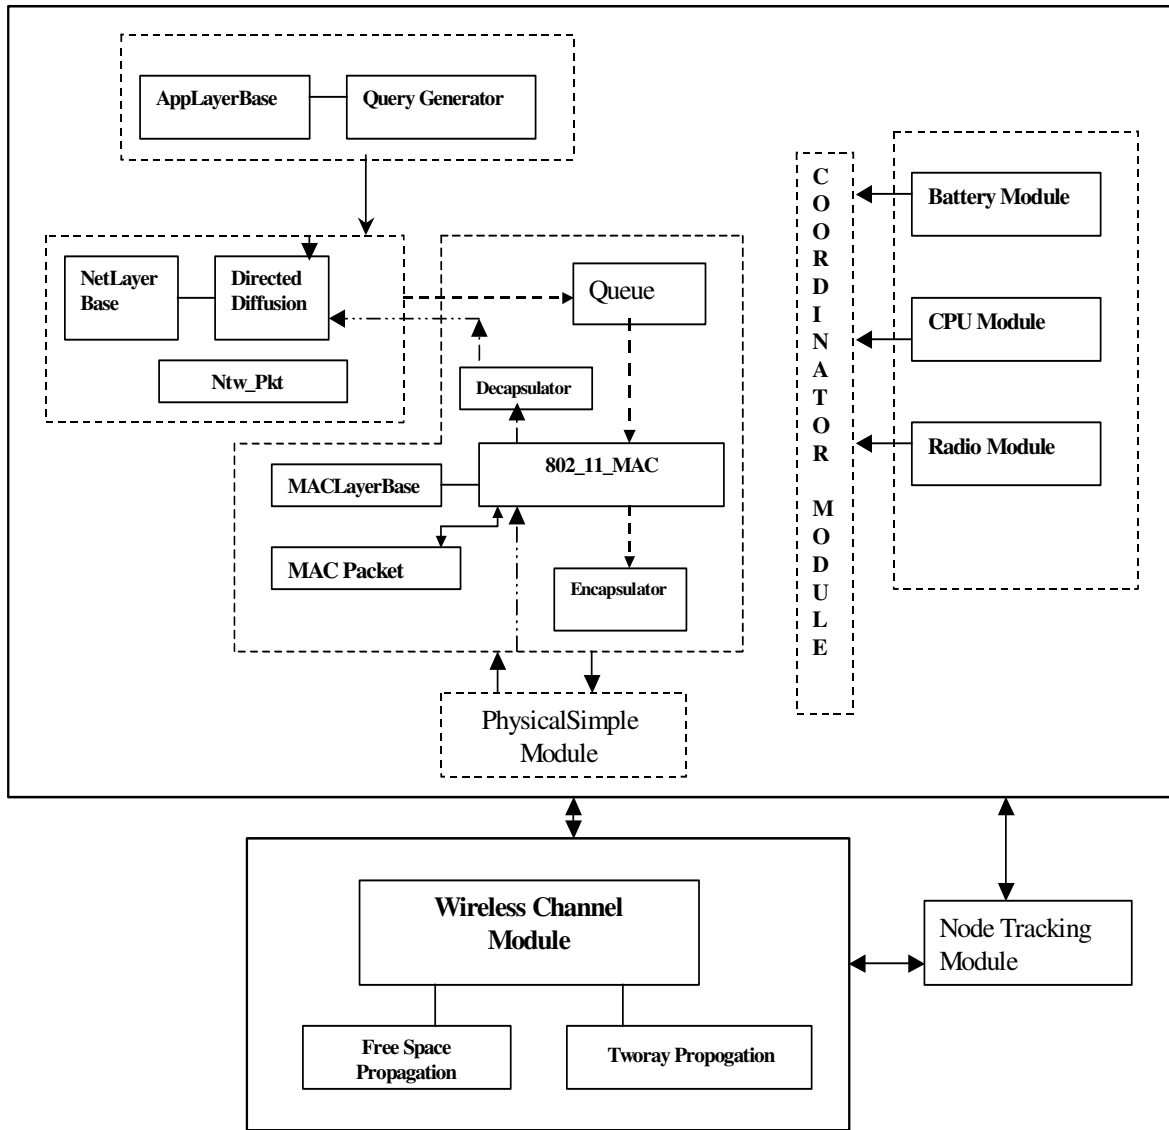 AppLayerBase
Query Generator
NetLayer
Base
Directed
Diffusion
Ntw_Pkt
Queue
Decapsulator
802_11_MAC
MACLayerBase
MAC Packet
Encapsulator
PhysicalSimple
Module
C
O
O
R
D
I
N
A
T
O
R
M
O
D
U
L
E
Battery Module
CPU Module
Radio Module
Wireless Channel
Module
Free Space
Propagation
Tworay Propogation
Node Tracking
Module